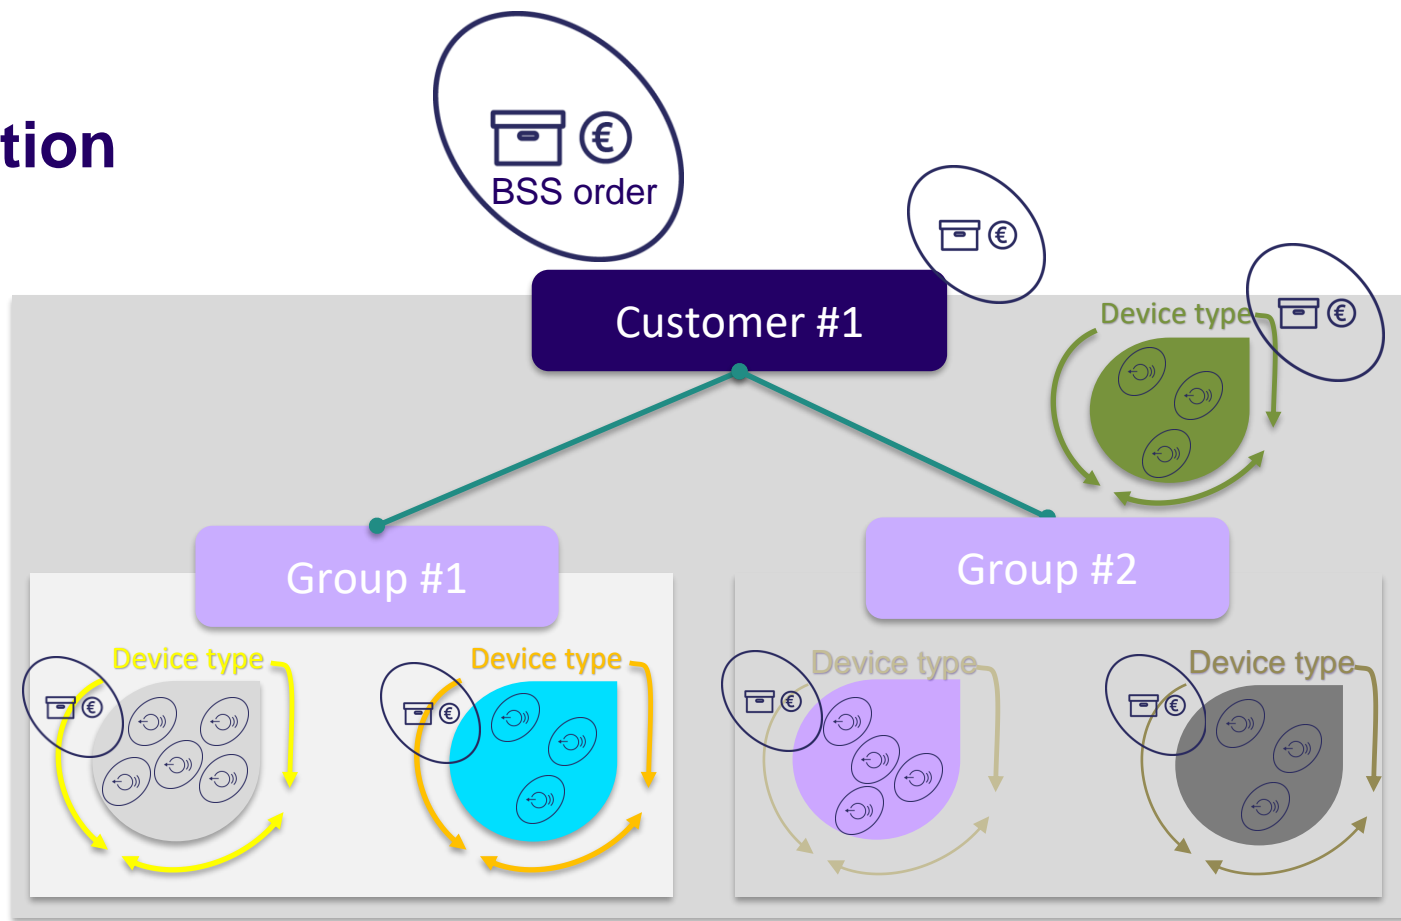 tion
BSS order
Customer #1
Device type
Group #1
Group #2
Device type
Device type
Device type
Device type